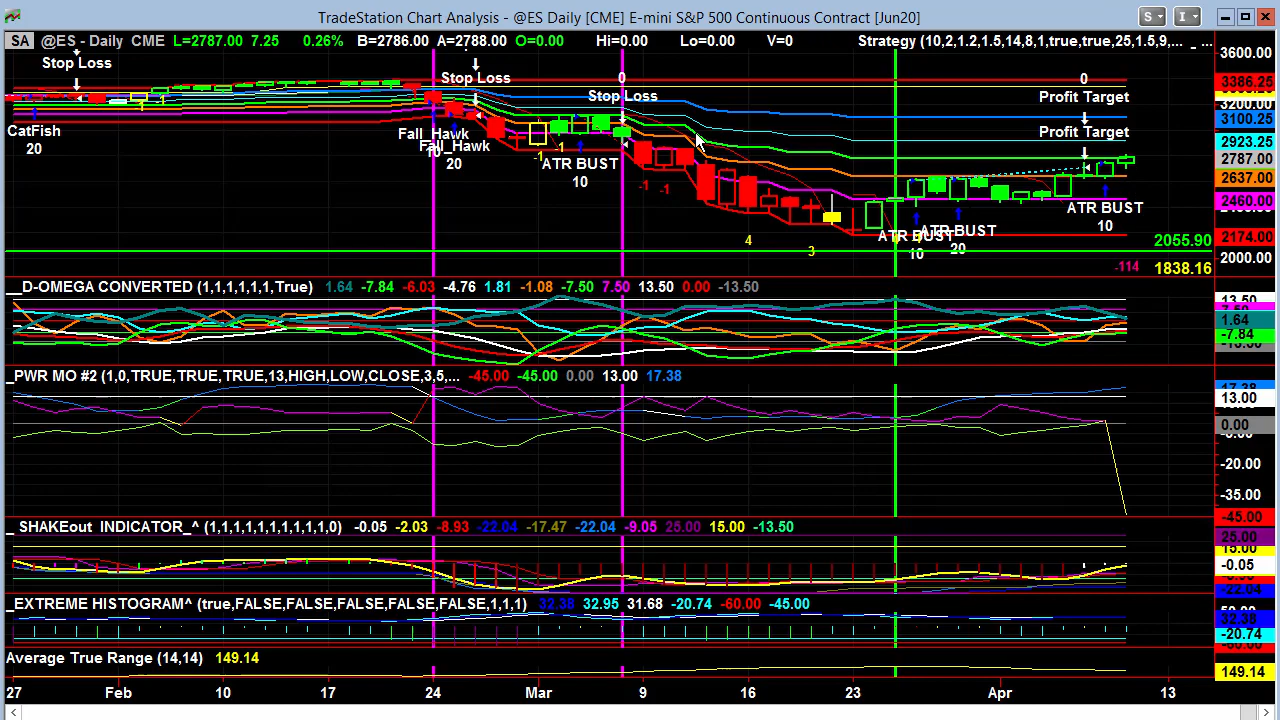 TradeStation Chart Analysis - @ES Daily [CME] E-mini S&P 500 Continuous Contract [Jun20]
S I
SA @ES - Daily CME L=2787.00 7.25 0.26% B=2786.00 A=2788.00 O=0.00 Hi=0.00 Lo=0.00 V=0 Strategy (10,2,1.2,1.5,14,8,1,true,true,25,1.5,9,... _ ...
3600.00
Stop Loss
Stop Loss
0
0
3386.25
Stop Loss
Profit Target
3200.00
3100.25
CatFish
20
Fall_Hawk
Fall_Hawk
20
Profit Target
2923.25
2787.00
-1
-1
ATR BUST
10
-1
-1
2637.00
2460.00
ATR BUST
10
ATR BUST
10
ATR BUST
20
2174.00
4
3
2055.90
2000.00
-114
1838.16
__D-OMEGA CONVERTED (1,1,1,1,1,1,True) 1.64 -7.84 -6.03 -4.76 1.81 -1.08 -7.50 7.50 13.50 0.00 -13.50
13.50
1.64
-7.84
_PWR MO #2 (1,0,TRUE,TRUE,TRUE,13,HIGH,LOW,CLOSE,3,5,... -45.00 -45.00 0.00 13.00 17.38
17.38
13.00
0.00
-20.00
-35.00
-45.00
_SHAKEout INDICATOR_^ (1,1,1,1,1,1,1,1,1,1,0) -0.05 -2.03 -8.93 -22.04 -17.47 -22.04 -9.05 25.00 15.00 -13.50
25.00
15.00
-0.05
-22.04
_EXTREME HISTOGRAM^ (true,FALSE,FALSE,FALSE,FALSE,FALSE,1,1,1) 32.38 32.95 31.68 -20.74 -60.00 -45.00
32.38
-20.74
Average True Range (14,14) 149.14
149.14
27 Feb 10 17 24 Mar 9 16 23 Apr 13